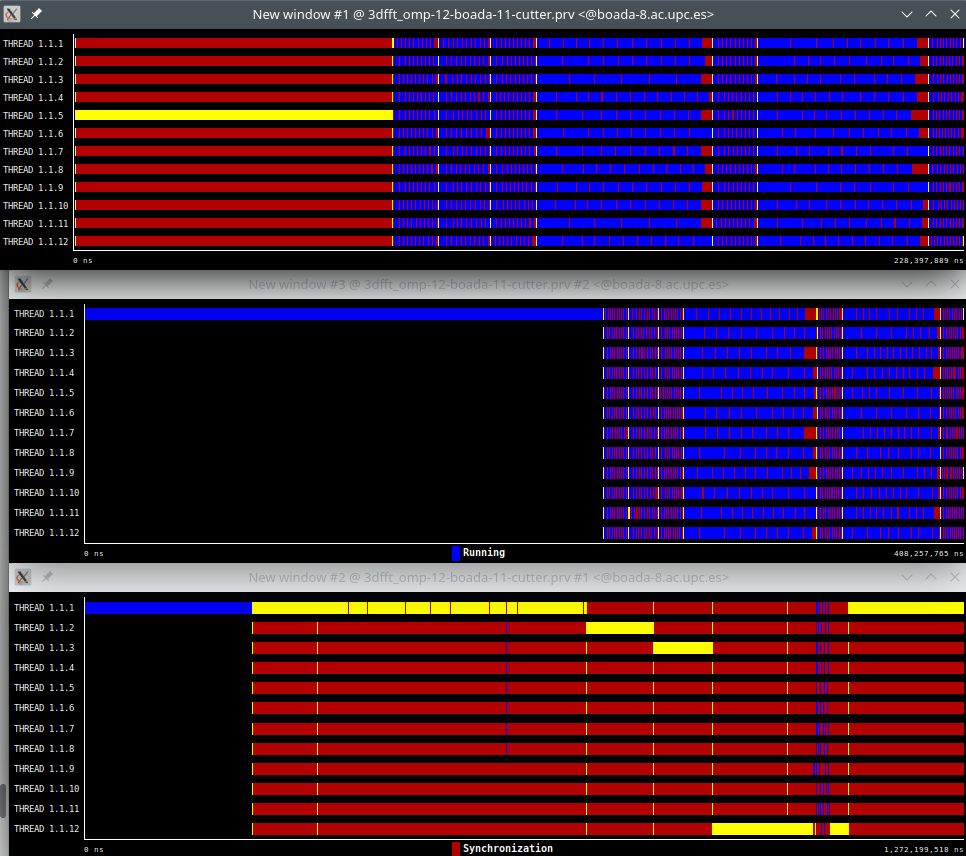 New window #1 @ 3dfft_omp-12-boada-11-cutter.prv <@boada-8.ac.upc.es>
THREAD 1.1.1
THREAD 1.1.2
THREAD 1.1.3
THREAD 1.1.4
THREAD 1.1.5
THREAD 1.1.6
THREAD 1.1.7
THREAD 1.1.8
THREAD 1.1.9
THREAD 1.1.10
THREAD 1.1.11
THREAD 1.1.12
0 ns 228,397,889 ns
New window #3 @ 3dfft_omp-12-boada-11-cutter.prv #2 <@boada-8.ac.upc.es>
THREAD 1.1.1
THREAD 1.1.2
THREAD 1.1.3
THREAD 1.1.4
THREAD 1.1.5
THREAD 1.1.6
THREAD 1.1.7
THREAD 1.1.8
THREAD 1.1.9
THREAD 1.1.10
THREAD 1.1.11
THREAD 1.1.12
0 ns Running 408,257,765 ns
New window #2 @ 3dfft_omp-12-boada-11-cutter.prv #1 <@boada-8.ac.upc.es>
THREAD 1.1.1
THREAD 1.1.2
THREAD 1.1.3
THREAD 1.1.4
THREAD 1.1.5
THREAD 1.1.6
THREAD 1.1.7
THREAD 1.1.8
THREAD 1.1.9
THREAD 1.1.10
THREAD 1.1.11
THREAD 1.1.12
0 ns Synchronization 1,272,199,518 ns